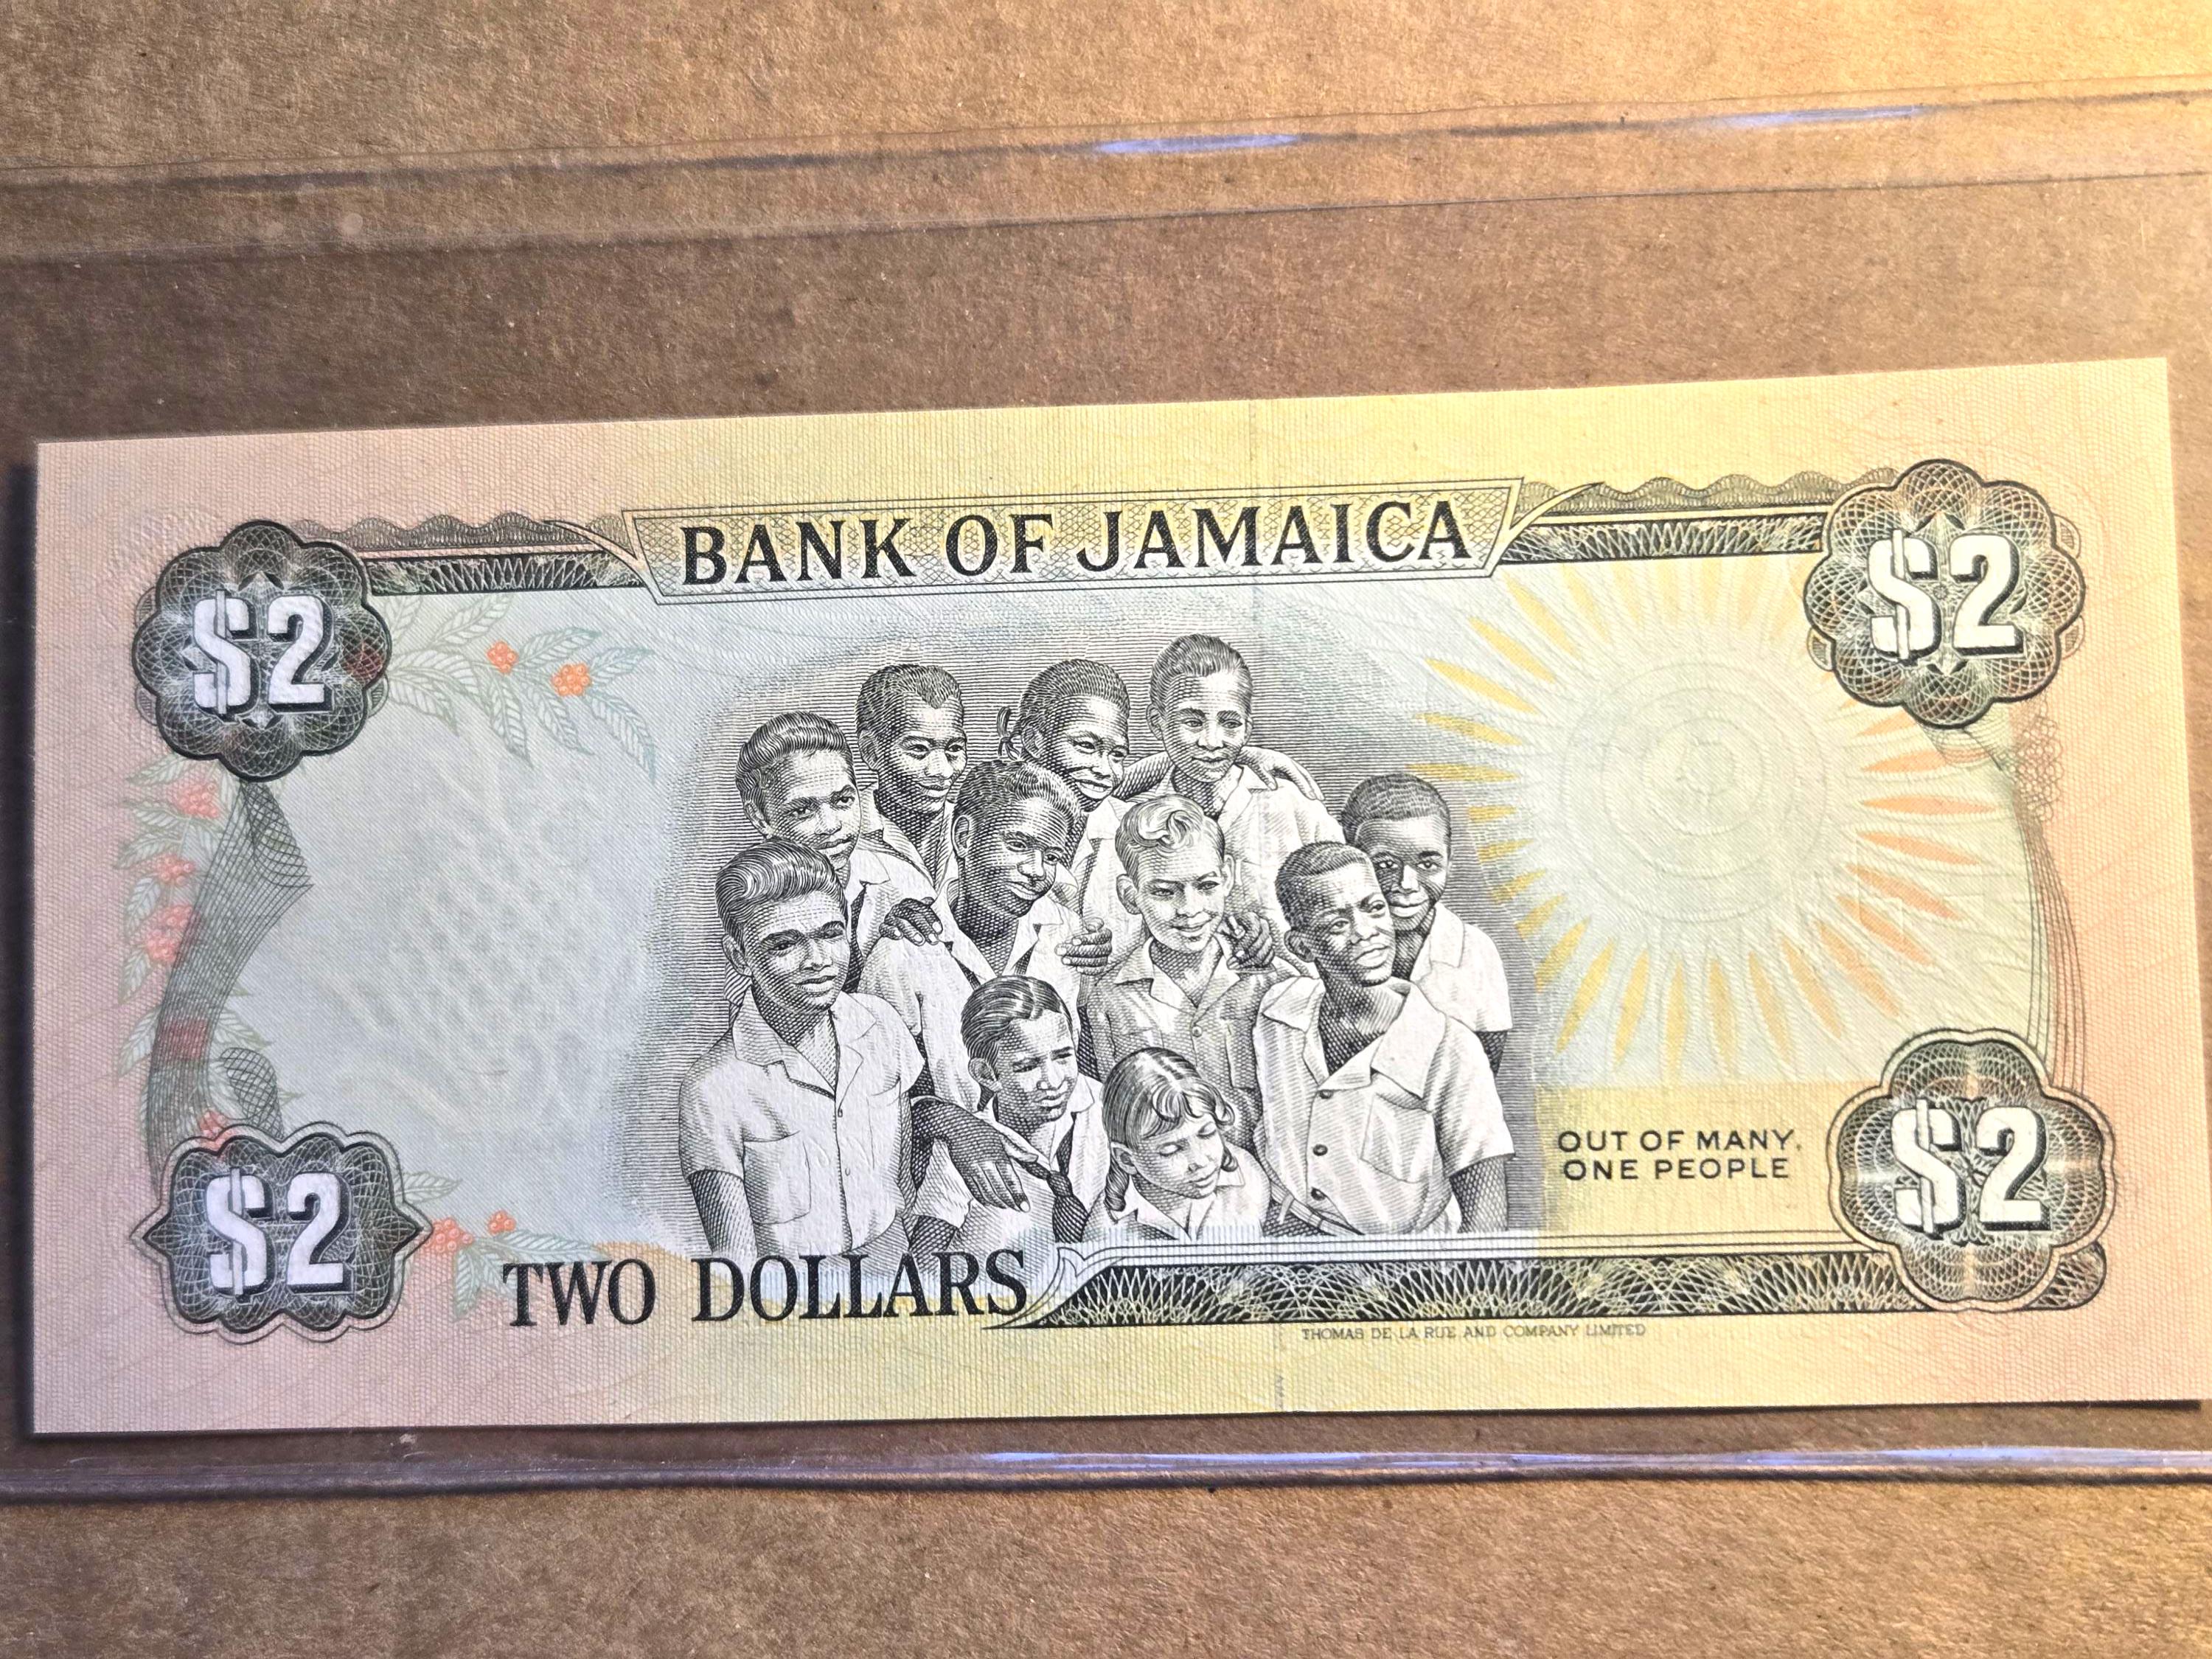 BANK OF JAMAICA
$2
$2
OUT OF MANY,
ONE PEOPLE
$2
$2
TWO DOLLARS
THOMAS DE LA RUE AND COMPANY LIMITED